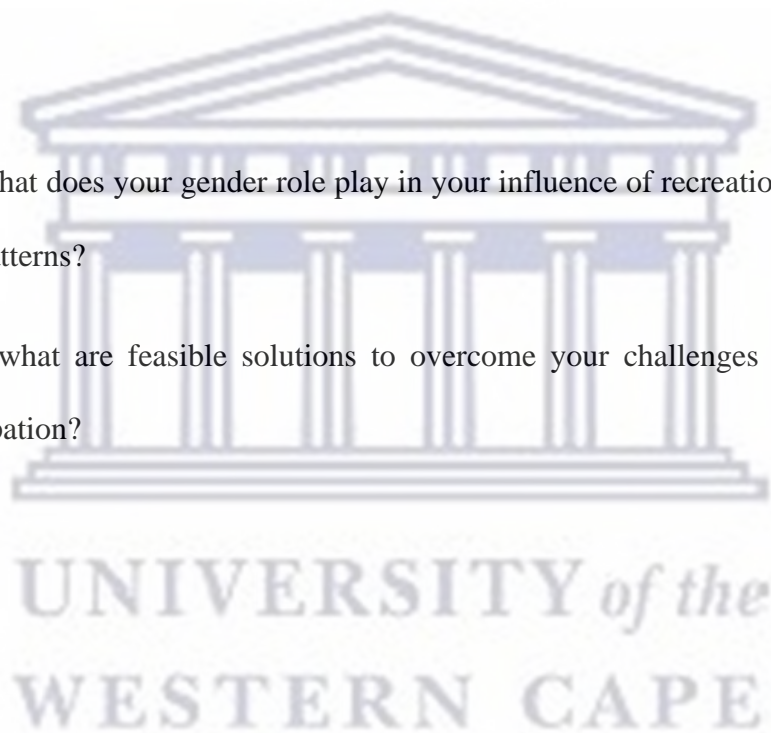 hat does your gender role play in your influence of recreatio
tterns?
what are feasible solutions to overcome your challenges
pation?
UNIVERSITY of the
WESTERN CAPE